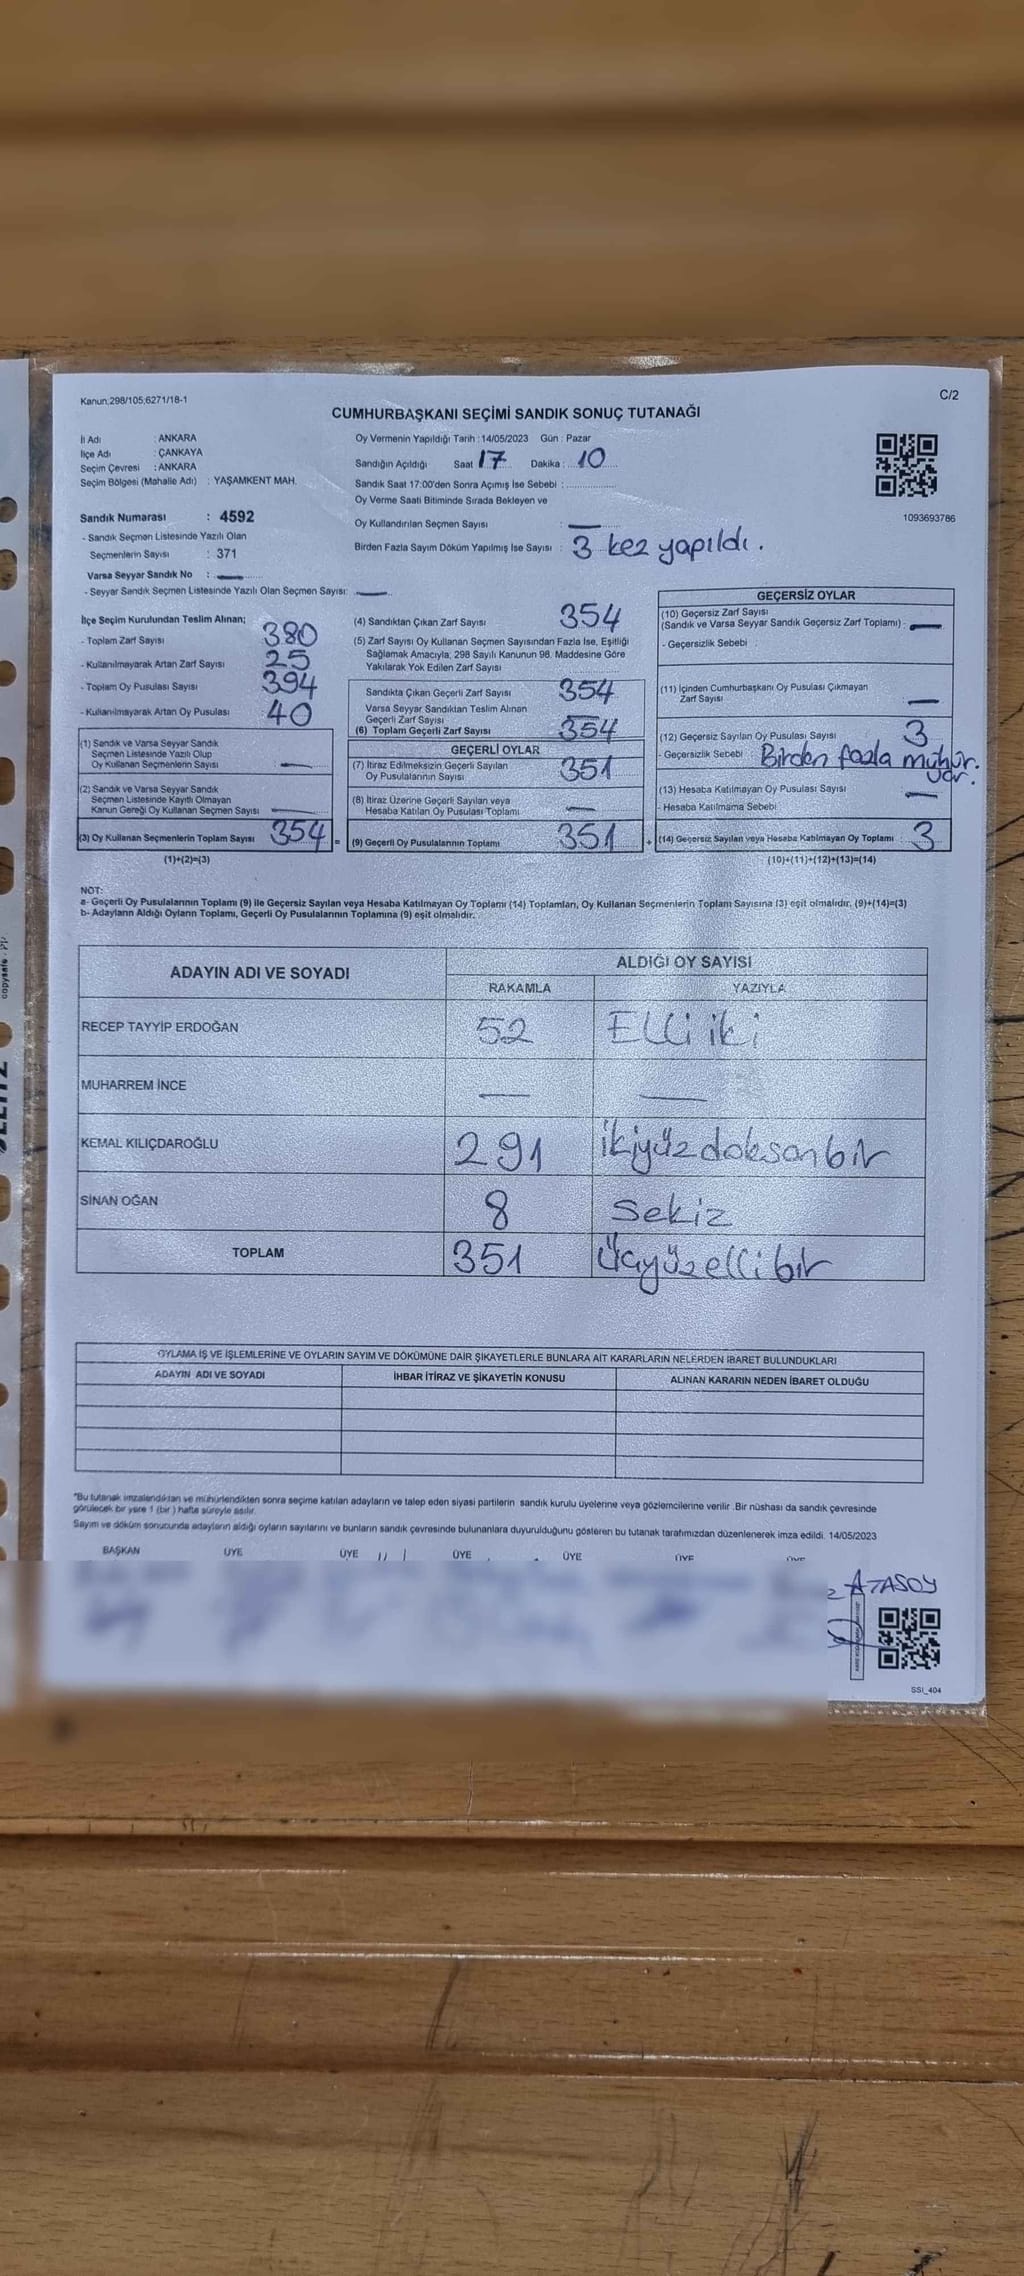 Kanun,298/105;6271/18-1
C/2
CUMHURBAŞKANI SEÇİMİ SANDIK SONUÇ TUTANAĞI
İl Adı : ANKARA
İlçe Adı : ÇANKAYA
Seçim Çevresi : ANKARA
Seçim Bölgesi (Mahalle Adı) : YAŞAMKENT MAH.
Sandık Numarası : 4592
- Sandık Seçmen Listesinde Yazılı Olan
Seçmenlerin Sayısı : 371
Varsa Seyyar Sandık No : —
- Seyyar Sandık Seçmen Listesinde Yazılı Olan Seçmen Sayısı: —
Oy Vermenin Yapıldığı Tarih : 14/05/2023 Gün : Pazar
Sandığın Açıldığı Saat 17 Dakika : 10
Sandık Saat 17:00'den Sonra Açımış İse Sebebi :
Oy Verme Saati Bitiminde Sırada Bekleyen ve
Oy Kullandırılan Seçmen Sayısı : —
Birden Fazla Sayım Döküm Yapılmış İse Sayısı : 3 kez yapıldı.
1093693786
İlçe Seçim Kurulundan Teslim Alınan;
- Toplam Zarf Sayısı 380
- Kullanılmayarak Artan Zarf Sayısı 25
- Toplam Oy Pusulası Sayısı 394
- Kullanılmayarak Artan Oy Pusulası 40
(1) Sandık ve Varsa Seyyar Sandık
Seçmen Listesinde Yazılı Olup
Oy Kullanan Seçmenlerin Sayısı —
(2) Sandık ve Varsa Seyyar Sandık
Seçmen Listesinde Kayıtlı Olmayan
Kanun Gereği Oy Kullanan Seçmen Sayısı —
(3) Oy Kullanan Seçmenlerin Toplam Sayısı 354 =
(1)+(2)=(3)
(4) Sandıktan Çıkan Zarf Sayısı 354
(5) Zarf Sayısı Oy Kullanan Seçmen Sayısından Fazla İse, Eşitliği
Sağlamak Amacıyla, 298 Sayılı Kanunun 98. Maddesine Göre
Yakılarak Yok Edilen Zarf Sayısı
Sandıkta Çıkan Geçerli Zarf Sayısı 354
Varsa Seyyar Sandıktan Teslim Alınan
Geçerli Zarf Sayısı —
(6) Toplam Geçerli Zarf Sayısı 354
GEÇERLİ OYLAR
(7) İtiraz Edilmeksizin Geçerli Sayılan
Oy Pusulalarının Sayısı 351
(8) İtiraz Üzerine Geçerli Sayılan veya
Hesaba Katılan Oy Pusulası Toplamı —
(9) Geçerli Oy Pusulalarının Toplamı 351 +
GEÇERSİZ OYLAR
(10) Geçersiz Zarf Sayısı
(Sandık ve Varsa Seyyar Sandık Geçersiz Zarf Toplamı) : —
- Geçersizlik Sebebi :
(11) İçinden Cumhurbaşkanı Oy Pusulası Çıkmayan
Zarf Sayısı —
(12) Geçersiz Sayılan Oy Pusulası Sayısı 3
- Geçersizlik Sebebi : Birden fazla mühür.
var.
(13) Hesaba Katılmayan Oy Pusulası Sayısı —
- Hesaba Katılmama Sebebi
(14) Geçersiz Sayılan veya Hesaba Katılmayan Oy Toplamı : 3
(10)+(11)+(12)+(13)=(14)
NOT:
a- Geçerli Oy Pusulalarının Toplamı (9) ile Geçersiz Sayılan veya Hesaba Katılmayan Oy Toplamı (14) Toplamları, Oy Kullanan Seçmenlerin Toplam Sayısına (3) eşit olmalıdır. (9)+(14)=(3)
b- Adayların Aldığı Oyların Toplamı, Geçerli Oy Pusulalarının Toplamına (9) eşit olmalıdır.
ADAYIN ADI VE SOYADI ALDIĞI OY SAYISI
RAKAMLA YAZIYLA
RECEP TAYYİP ERDOĞAN 52 Elli iki
MUHARREM İNCE — —
KEMAL KILIÇDAROĞLU 291 ikiyüzdoksanbir
SİNAN OĞAN 8 sekiz
TOPLAM 351 Üçyüzellibir
OYLAMA İŞ VE İŞLEMLERİNE VE OYLARIN SAYIM VE DÖKÜMÜNE DAİR ŞİKAYETLERLE BUNLARA AİT KARARLARIN NELERDEN İBARET BULUNDUKLARI
ADAYIN ADI VE SOYADI İHBAR İTİRAZ VE ŞİKAYETİN KONUSU ALINAN KARARIN NEDEN İBARET OLDUĞU
"Bu tutanak imzalendıktan ve mühürlendikten sonra seçime katılan adayların ve talep eden siyasi partilerin sandık kurulu üyelerine veya gözlemcilerine verilir .Bir nüshası da sandık çevresinde
görülecek bir yere 1 (bir ) hafta süreyle asılır.
Sayım ve döküm sonucunda adayların aldığı oyların sayılarını ve bunların sandık çevresinde bulunanlara duyurulduğunu gösteren bu tutanak tarafımızdan düzenlenerek imza edildi. 14/05/2023
BAŞKAN ÜYE ÜYE ÜYE ÜYE ÜYE ÜYE
ATASOY
SSI_404